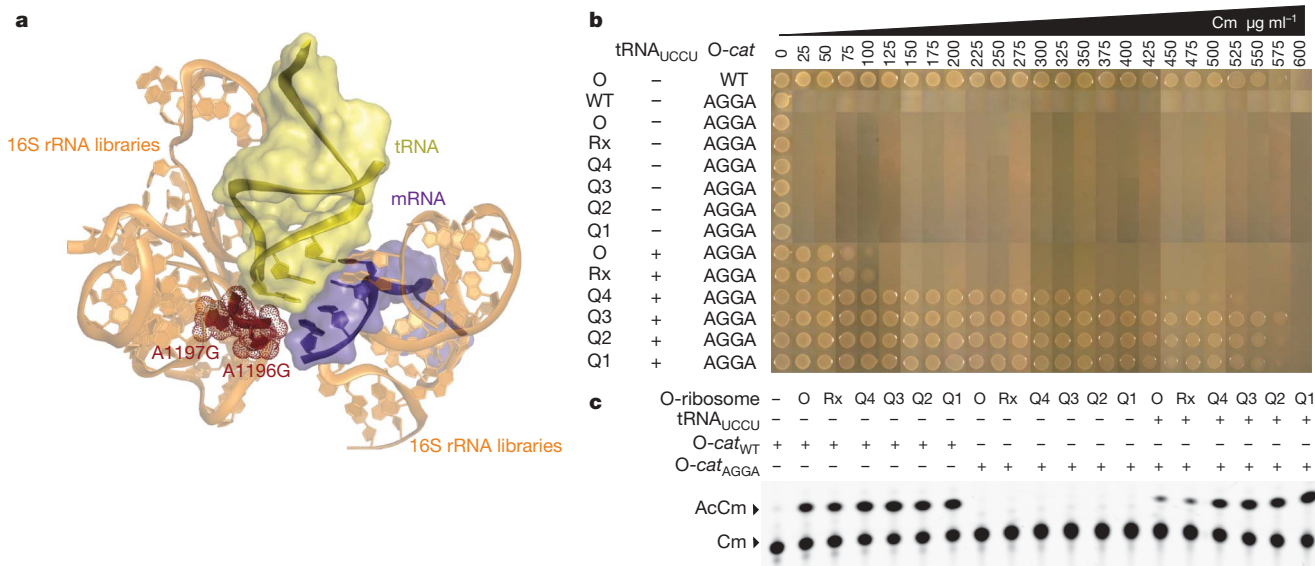 a
16S rRNA libraries
tRNA
mRNA
A1197G
A1196G
16S rRNA libraries
b
Cm µg ml⁻¹
tRNA_UCCU O-cat 0 25 50 75 100 125 150 175 200 225 250 275 300 325 350 375 400 425 450 475 500 525 550 575 600
O – WT
WT – AGGA
O – AGGA
Rx – AGGA
Q4 – AGGA
Q3 – AGGA
Q2 – AGGA
Q1 – AGGA
O + AGGA
Rx + AGGA
Q4 + AGGA
Q3 + AGGA
Q2 + AGGA
Q1 + AGGA
c
O-ribosome – O Rx Q4 Q3 Q2 Q1 O Rx Q4 Q3 Q2 Q1 O Rx Q4 Q3 Q2 Q1
tRNA_UCCU – – – – – – – – – – – – – + + + + + +
O-cat_WT + + + + + + + – – – – – – – – – – – –
O-cat_AGGA – – – – – – – + + + + + + + + + + + +
AcCm
Cm